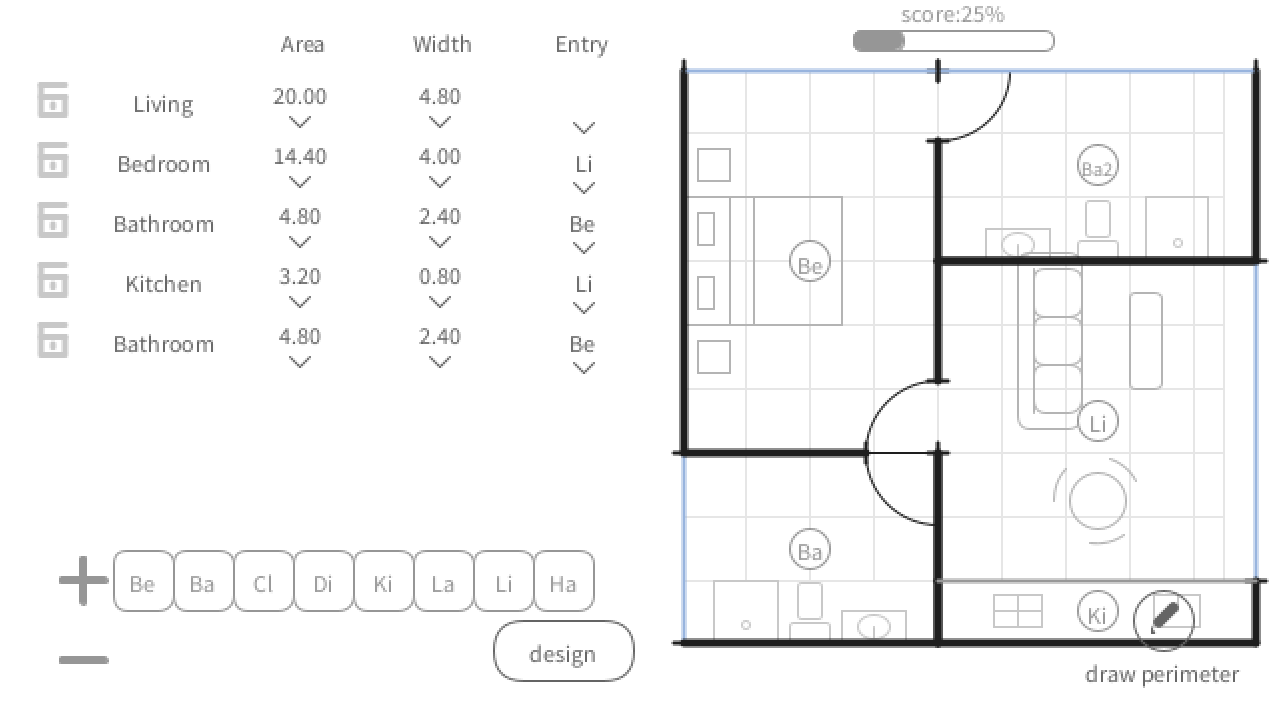 Area Width Entry
Living 20.00 4.80
Bedroom 14.40 4.00 Li
Bathroom 4.80 2.40 Be
Kitchen 3.20 0.80 Li
Bathroom 4.80 2.40 Be
Be Ba Cl Di Ki La Li Ha
design
score:25%
Ba2
Be
Li
Ba
Ki
draw perimeter